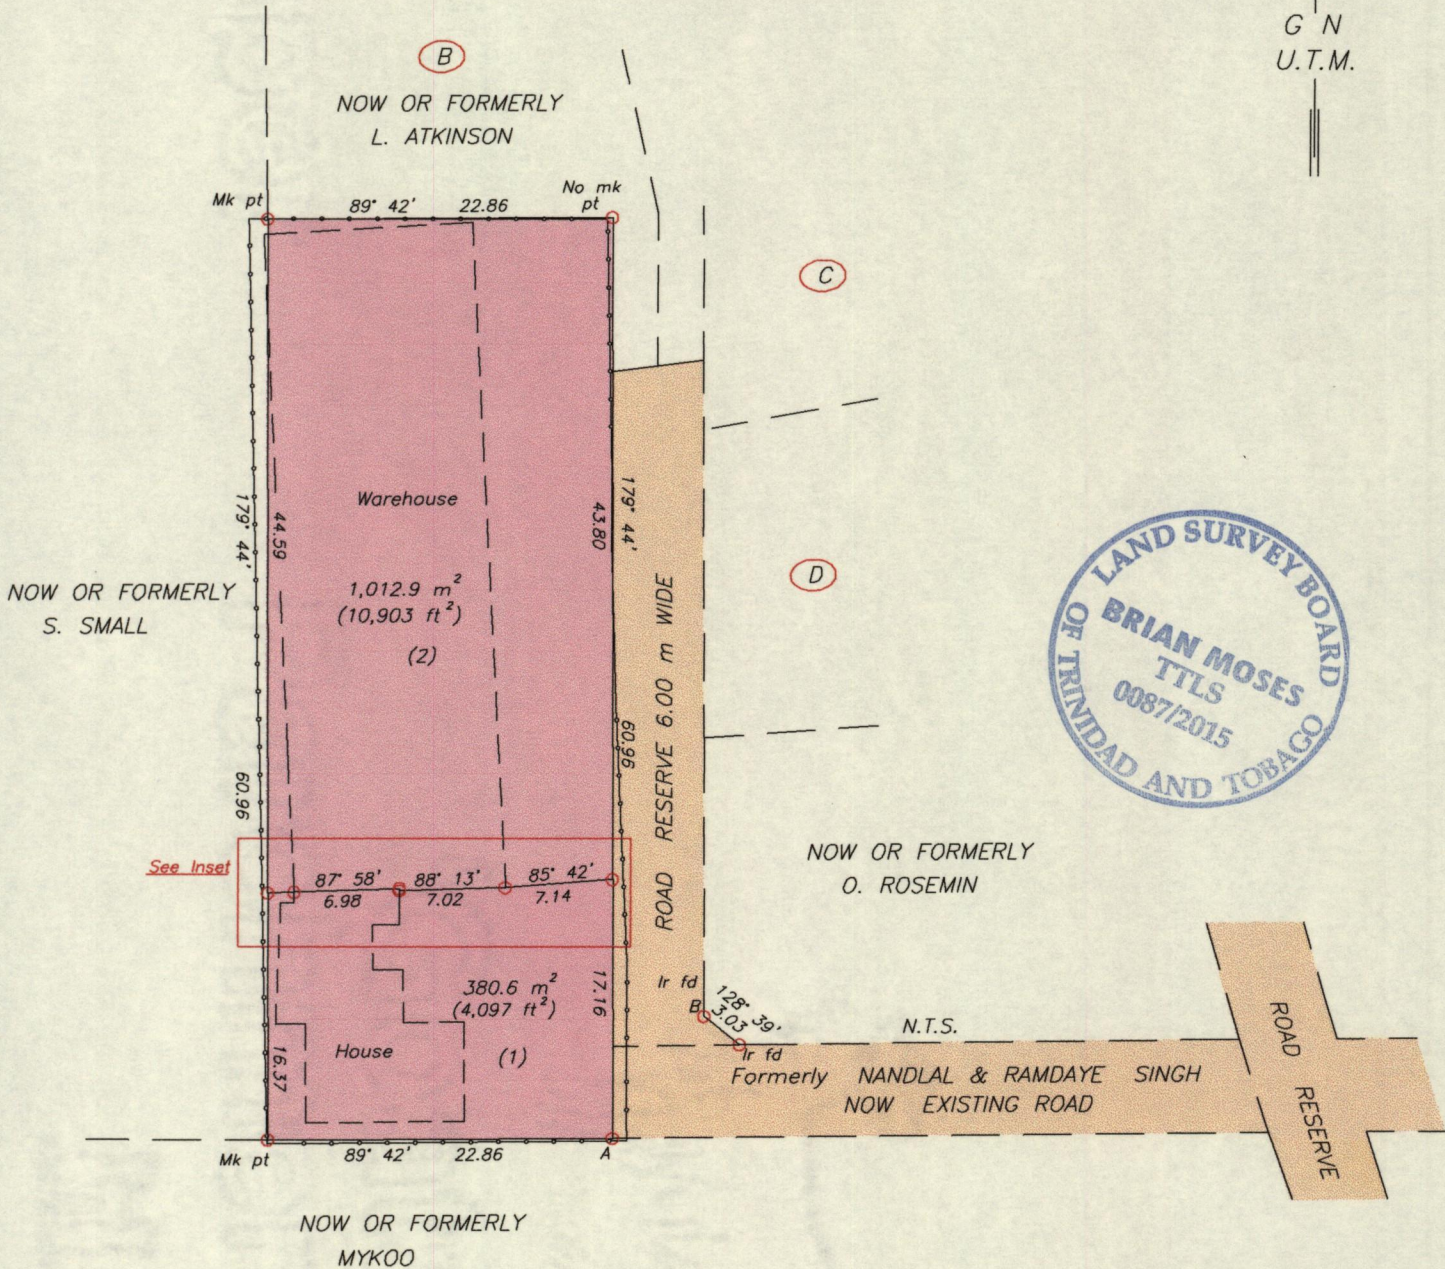 G N
U.T.M.
B
NOW OR FORMERLY
L. ATKINSON
Mk pt
89° 42' 22.86
No mk
pt
C
179° 44'
44.59
Warehouse
43.80
179° 44'
1,012.9 m²
(10,903 ft²)
(2)
NOW OR FORMERLY
S. SMALL
D
ROAD RESERVE 6.00 m WIDE
LAND SURVEY BOARD
OF TRINIDAD AND TOBAGO
BRIAN MOSES
TTLS
0087/2015
60.96
60.96
See Inset
87° 58'
6.98
88° 13'
7.02
85° 42'
7.14
NOW OR FORMERLY
O. ROSEMIN
380.6 m²
(4,097 ft²)
17.16
Ir fd
B
128° 39'
3.03
Ir fd
N.T.S.
16.37
House
(1)
Formerly NANDLAL & RAMDAYE SINGH
NOW EXISTING ROAD
ROAD RESERVE
Mk pt
89° 42' 22.86
A
NOW OR FORMERLY
MYKOO